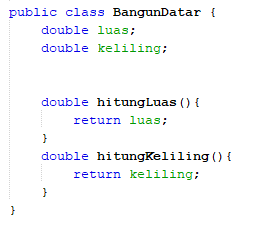 public class BangunDatar {
    double luas;
    double keliling;
    double hitungLuas(){
        return luas;
    }
    double hitungKeliling(){
        return keliling;
    }
}